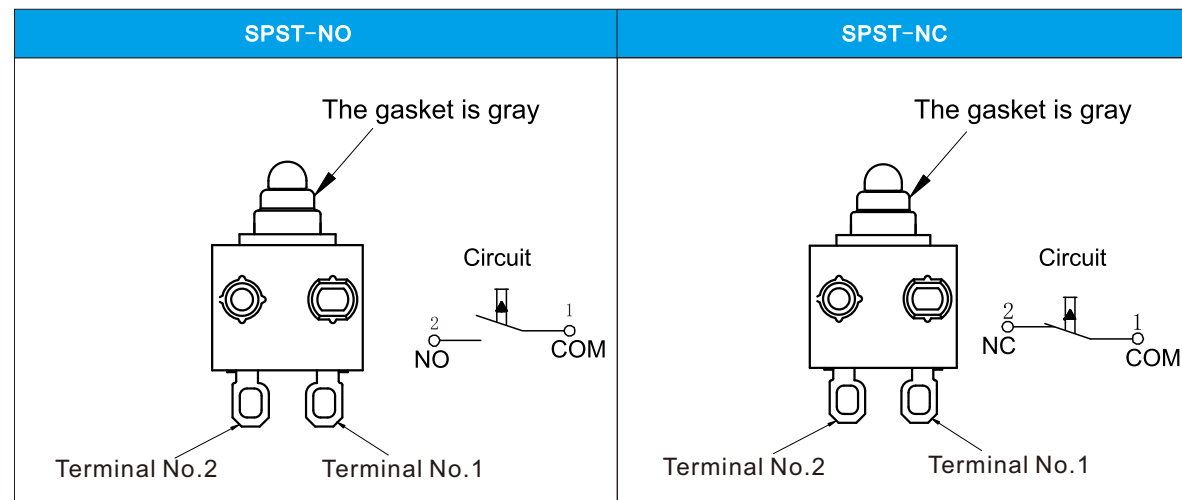 SPST-NO
SPST-NC
The gasket is gray
Circuit
2
1
NO
COM
Terminal No.2
Terminal No.1
The gasket is gray
Circuit
2
1
NC
COM
Terminal No.2
Terminal No.1